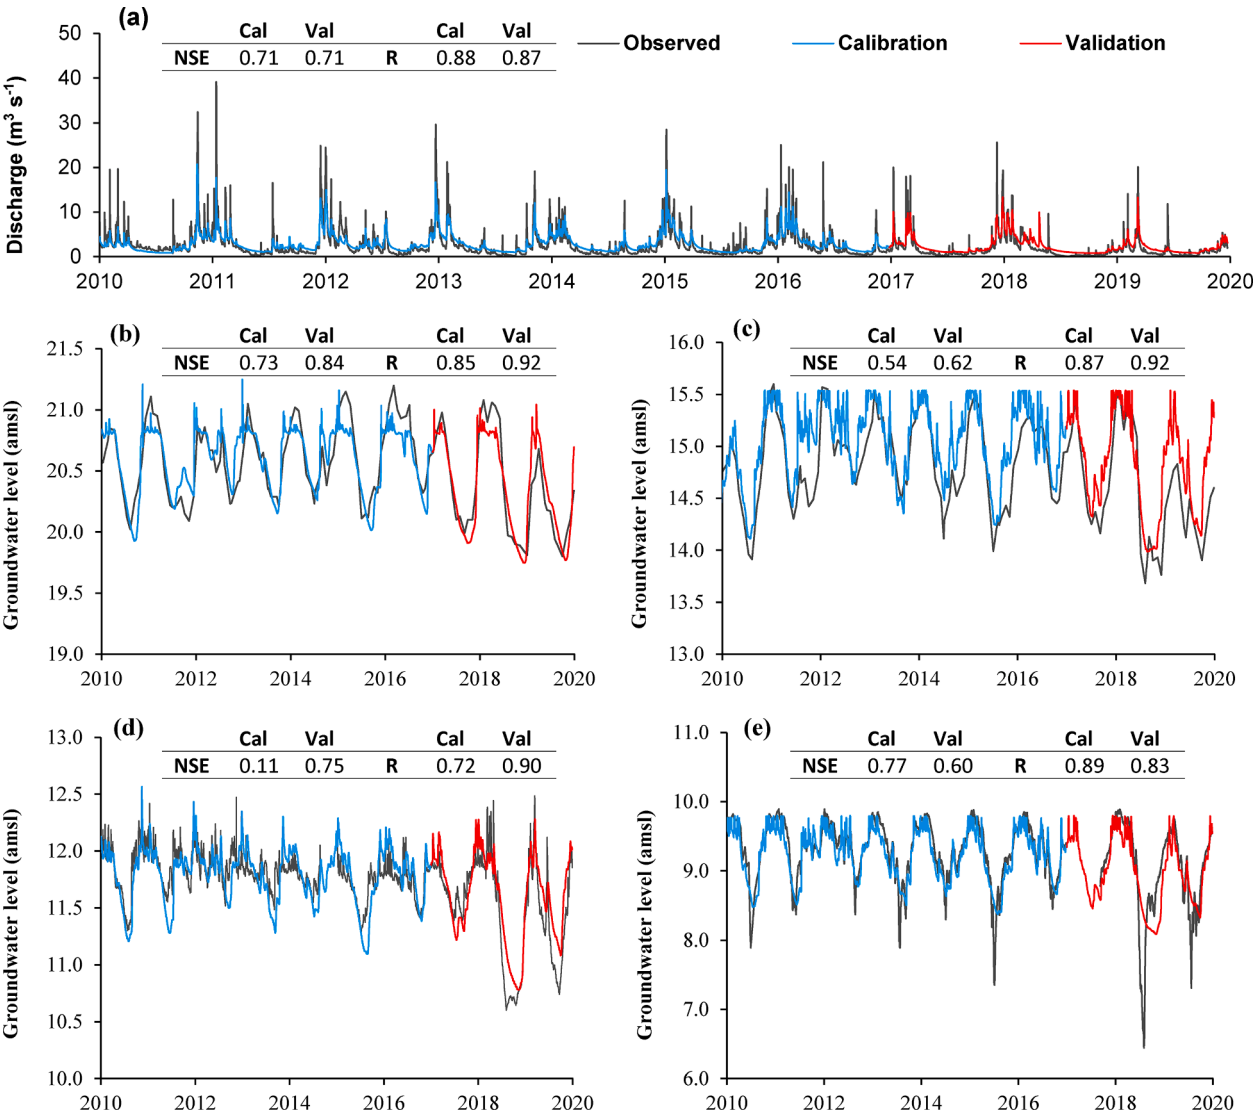 (a)
Cal Val Cal Val
NSE 0.71 0.71 R 0.88 0.87
Observed Calibration Validation
Discharge (m³ s⁻¹)
50
40
30
20
10
0
2010 2011 2012 2013 2014 2015 2016 2017 2018 2019 2020
(b)
Cal Val Cal Val
NSE 0.73 0.84 R 0.85 0.92
Groundwater level (amsl)
21.5
21.0
20.5
20.0
19.5
19.0
2010 2012 2014 2016 2018 2020
(c)
Cal Val Cal Val
NSE 0.54 0.62 R 0.87 0.92
Groundwater level (amsl)
16.0
15.5
15.0
14.5
14.0
13.5
13.0
2010 2012 2014 2016 2018 2020
(d)
Cal Val Cal Val
NSE 0.11 0.75 R 0.72 0.90
Groundwater level (amsl)
13.0
12.5
12.0
11.5
11.0
10.5
10.0
2010 2012 2014 2016 2018 2020
(e)
Cal Val Cal Val
NSE 0.77 0.60 R 0.89 0.83
Groundwater level (amsl)
11.0
10.0
9.0
8.0
7.0
6.0
2010 2012 2014 2016 2018 2020